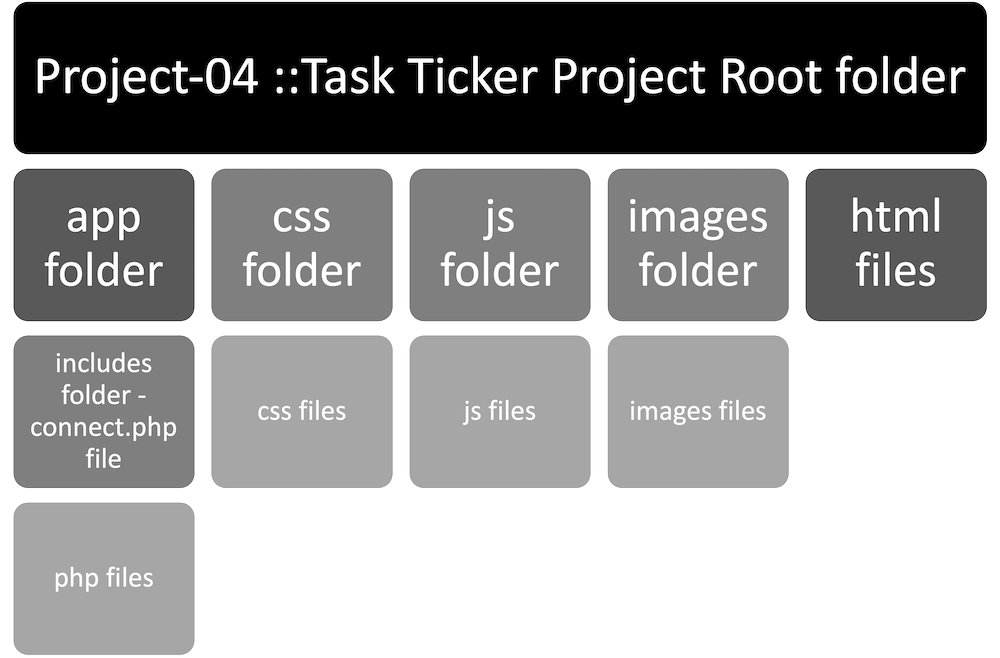 Project-04 ::Task Ticker Project Root folder
app
folder
css
folder
js
folder
images
folder
html
files
includes
folder -
connect.php
file
css files
js files
images files
php files